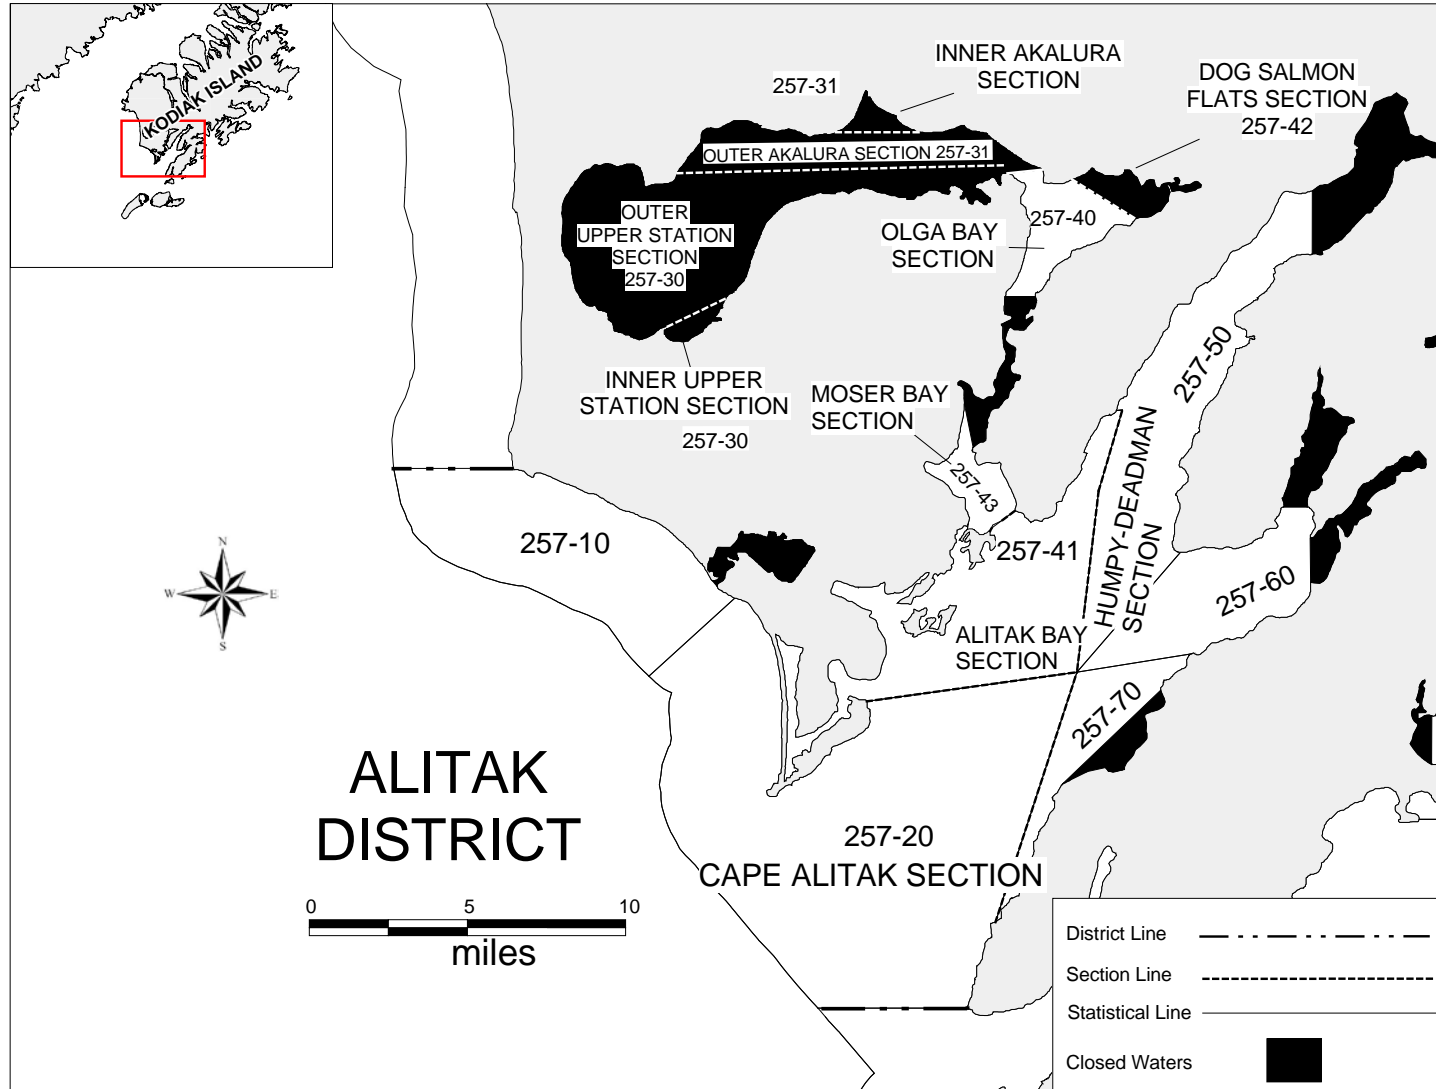 KODIAK ISLAND
INNER AKALURA
SECTION
257-31
DOG SALMON
FLATS SECTION
257-42
OUTER AKALURA SECTION 257-31
OUTER
UPPER STATION
SECTION
257-30
257-40
OLGA BAY
SECTION
INNER UPPER
STATION SECTION
257-30
MOSER BAY
SECTION
257-43
257-50
HUMPY-DEADMAN
SECTION
257-10
257-41
257-60
ALITAK BAY
SECTION
257-70
N
W
E
S
ALITAK
DISTRICT
257-20
CAPE ALITAK SECTION
0
5
10
miles
District Line
Section Line
Statistical Line
Closed Waters